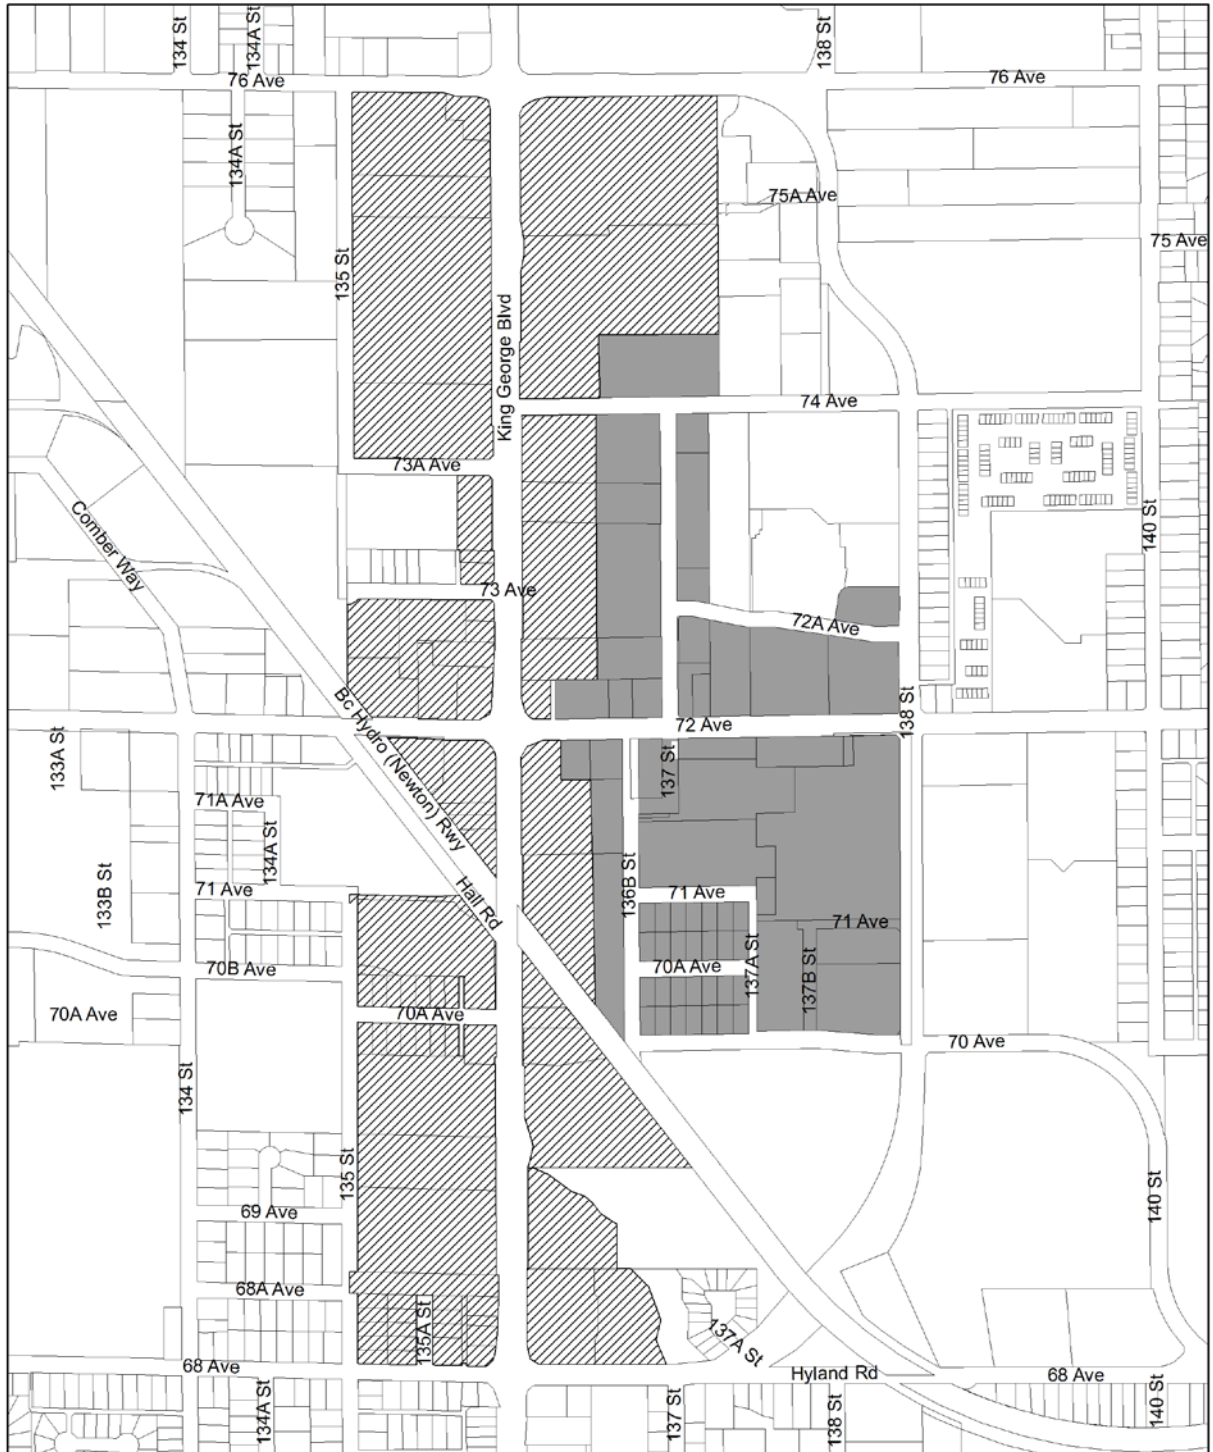 134 St
134A St
138 St
76 Ave
76 Ave
134A St
75A Ave
75 Ave
135 St
King George Blvd
74 Ave
73A Ave
Comber Way
140 St
73 Ave
72A Ave
138 St
Bc Hydro (Newton) Rwy
72 Ave
133A St
137 St
71A Ave
134A St
133B St
136B St
71 Ave
71 Ave
Hall Rd
71 Ave
70B Ave
70A Ave
137A St
137B St
70A Ave
70A Ave
70 Ave
134 St
135 St
140 St
69 Ave
68A Ave
135A St
137A St
68 Ave
Hyland Rd
68 Ave
134A St
137 St
138 St
140 St